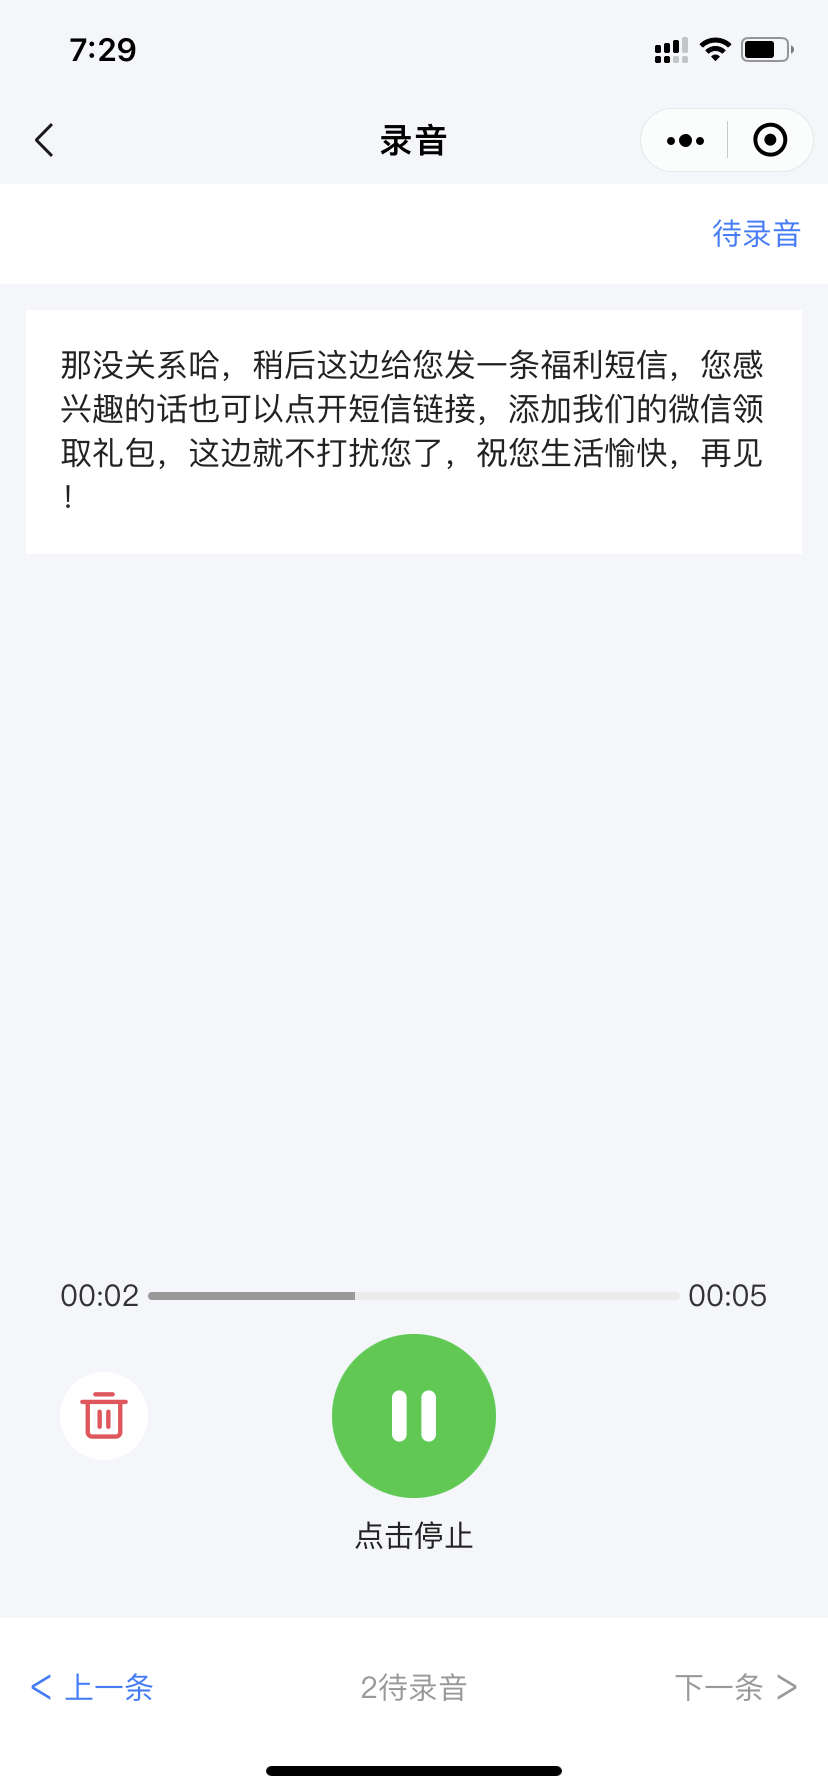 7:29
录音
待录音
那没关系哈，稍后这边给您发一条福利短信，您感
兴趣的话也可以点开短信链接，添加我们的微信领
取礼包，这边就不打扰您了，祝您生活愉快，再见
！
00:02
00:05
点击停止
< 上一条
2待录音
下一条 >